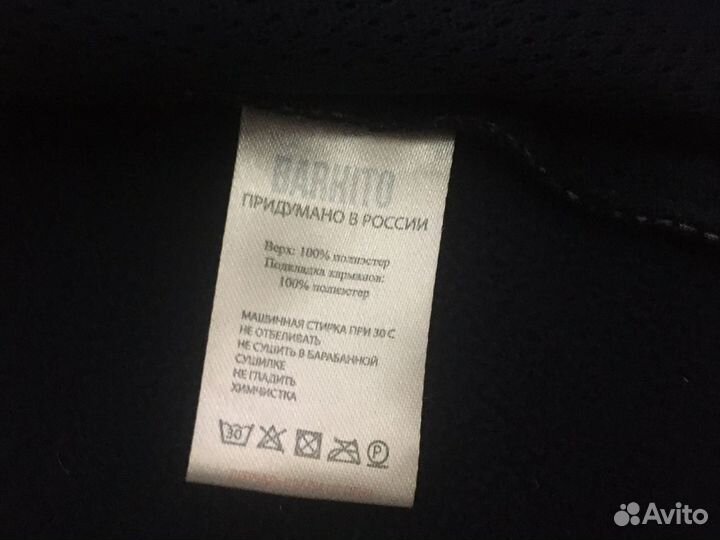 BARKITO
ПРИДУМАНО В РОССИИ
Верх: 100% полиэстер
Подкладка карманов:
100% полиэстер
МАШИННАЯ СТИРКА ПРИ 30 С
НЕ ОТБЕЛИВАТЬ
НЕ СУШИТЬ В БАРАБАННОЙ
СУШИЛКЕ
НЕ ГЛАДИТЬ
ХИМЧИСТКА
30 P
Avito